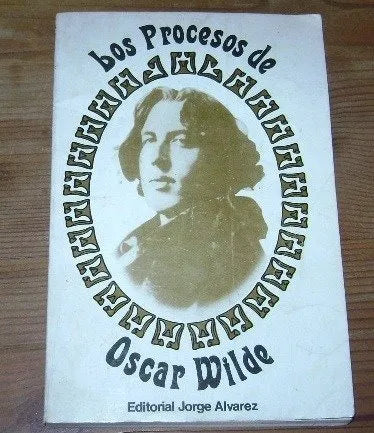 Los Procesos de
Oscar Wilde
Editorial Jorge Alvarez